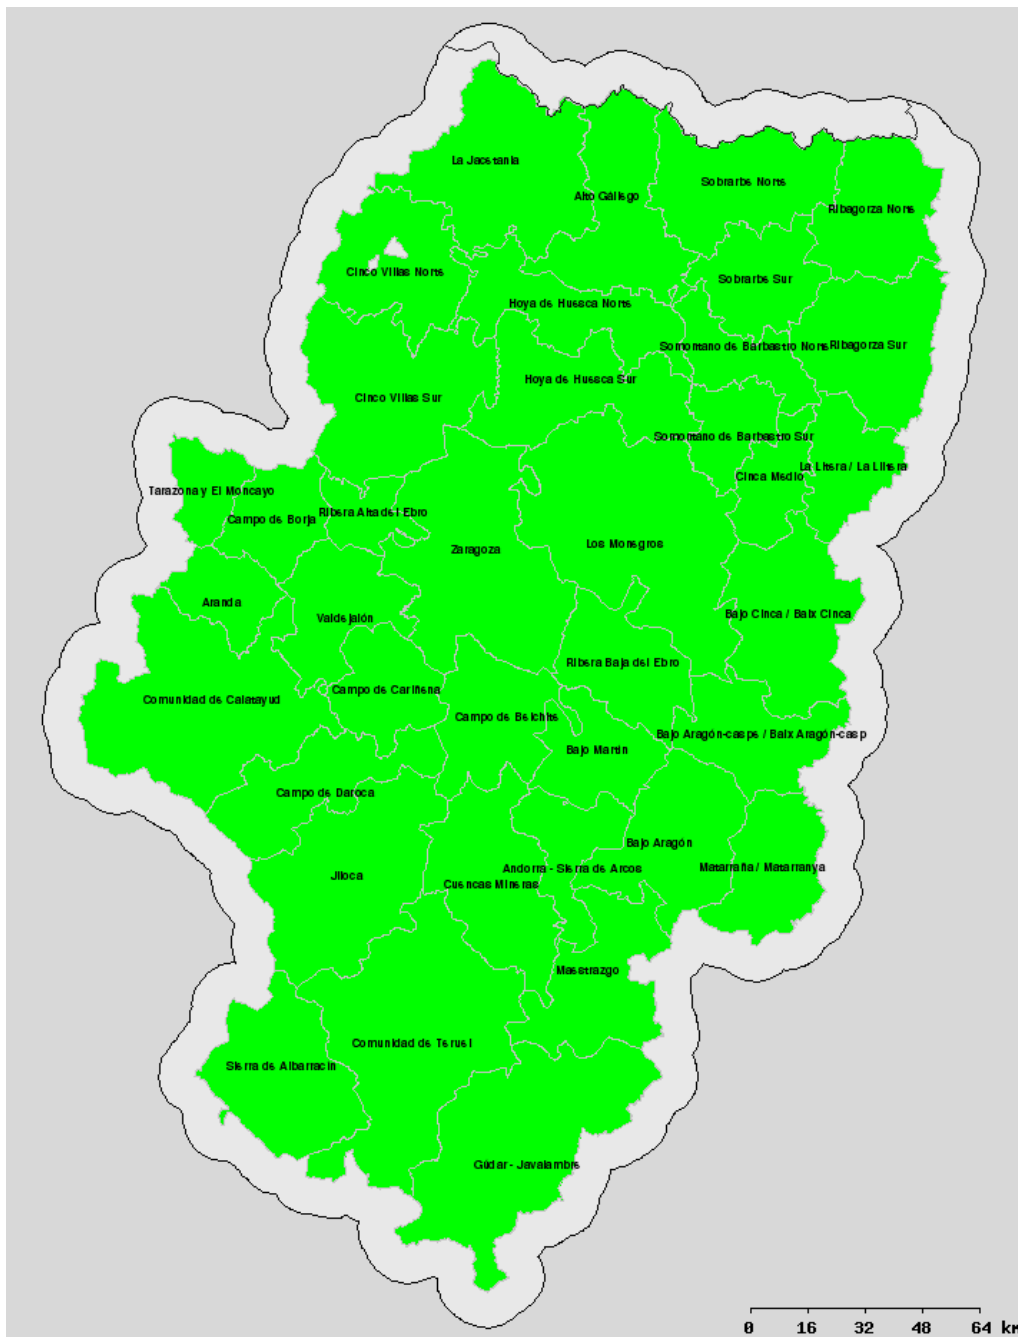 La Jacetania
Sobrarbe Norte
Alto Gállego
Ribagorza Norte
Cinco Villas Norte
Sobrarbe Sur
Hoya de Huesca Norte
Somontano de Barbastro Norte
Ribagorza Sur
Hoya de Huesca Sur
Cinco Villas Sur
Somontano de Barbastro Sur
La Litera / La Llitera
Cinca Medio
Tarazona y El Moncayo
Ribera Alta del Ebro
Campo de Borja
Los Monegros
Zaragoza
Aranda
Bajo Cinca / Baix Cinca
Valdejalón
Ribera Baja del Ebro
Campo de Cariñena
Comunidad de Calatayud
Campo de Belchite
Bajo Aragón-caspe / Baix Aragón-casp
Bajo Martín
Campo de Daroca
Bajo Aragón
Andorra - Sierra de Arcos
Matarraña / Matarranya
Jiloca
Cuencas Mineras
Maestrazgo
Comunidad de Teruel
Sierra de Albarracín
Gúdar - Javalambre
0 16 32 48 64 km